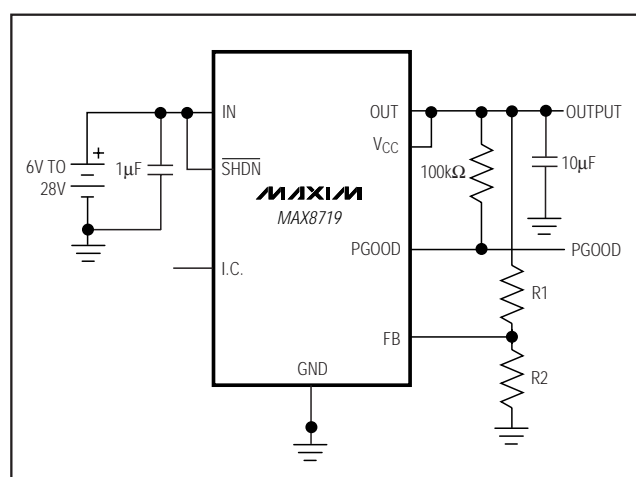 IN
OUT
OUTPUT
VCC
6V TO
28V
+
1µF
SHDN
100kΩ
10µF
MAXIM
MAX8719
PGOOD
PGOOD
I.C.
R1
FB
R2
GND